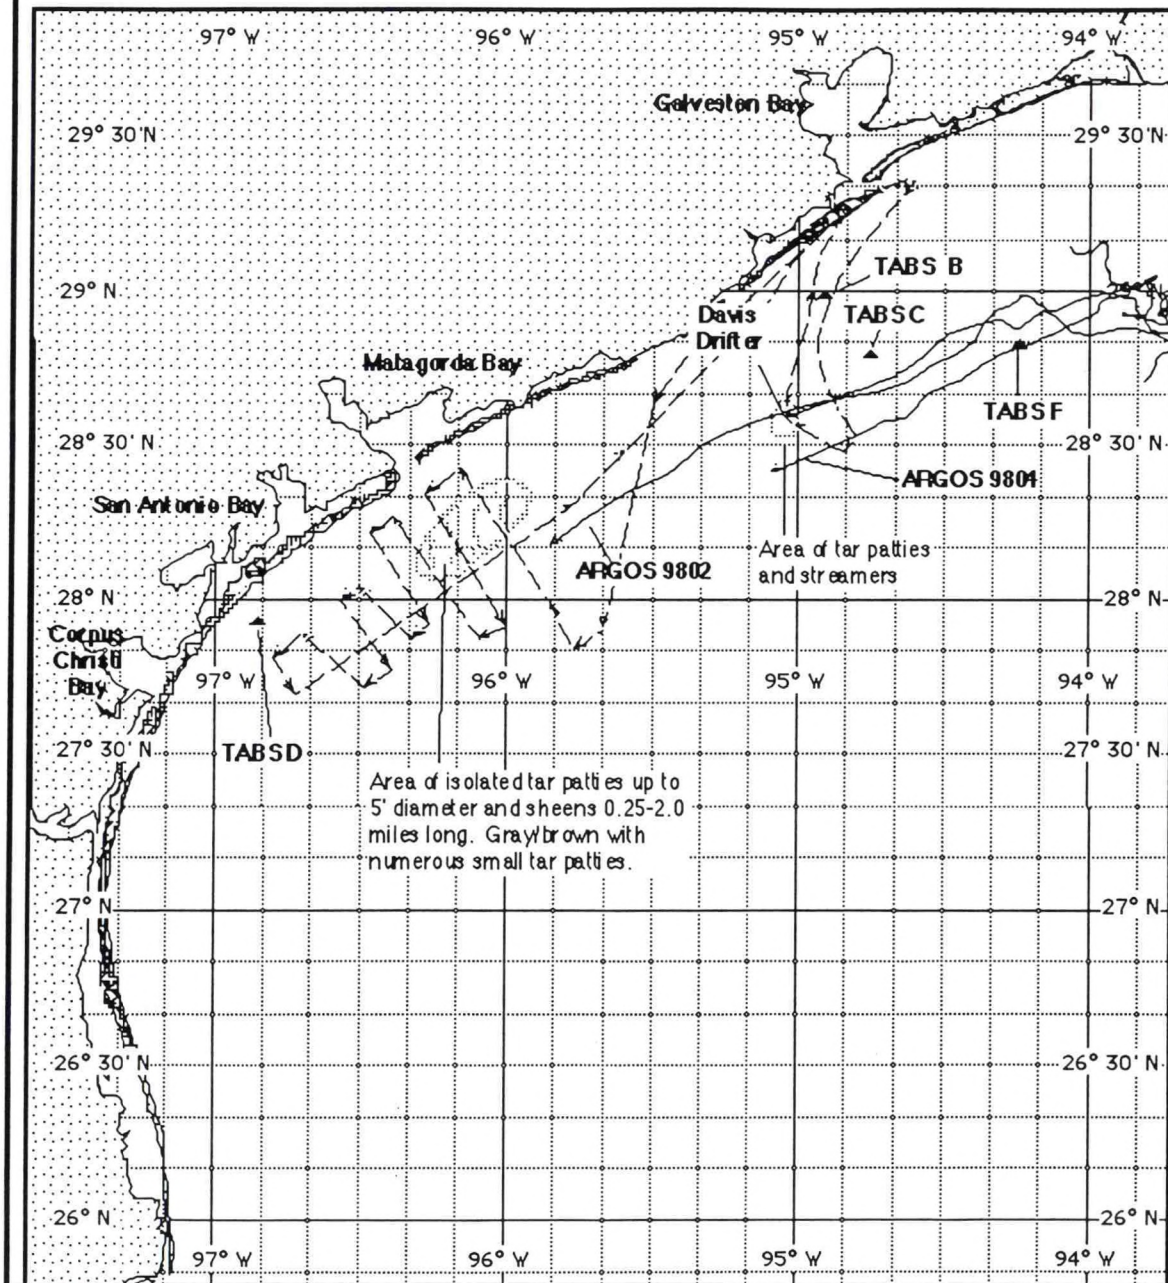 97° W
96° W
95° W
94° W
Galveston Bay
29° 30'N
29° 30'N
TABS B
29° N
Davis
Drifter
TABS C
Matagorda Bay
TABS F
28° 30' N
28° 30' N
ARGOS 9801
San Antonio Bay
Area of tar patties
and streamers
ARGOS 9802
28° N
28° N
Corpus
Christi
Bay
97° W
96° W
95° W
94° W
TABS D
27° 30' N
27° 30' N
Area of isolated tar patties up to
5' diameter and sheens 0.25-2.0
miles long. Gray/brown with
numerous small tar patties.
27° N
27° N
26° 30' N
26° 30' N
26° N
26° N
97° W
96° W
95° W
94° W